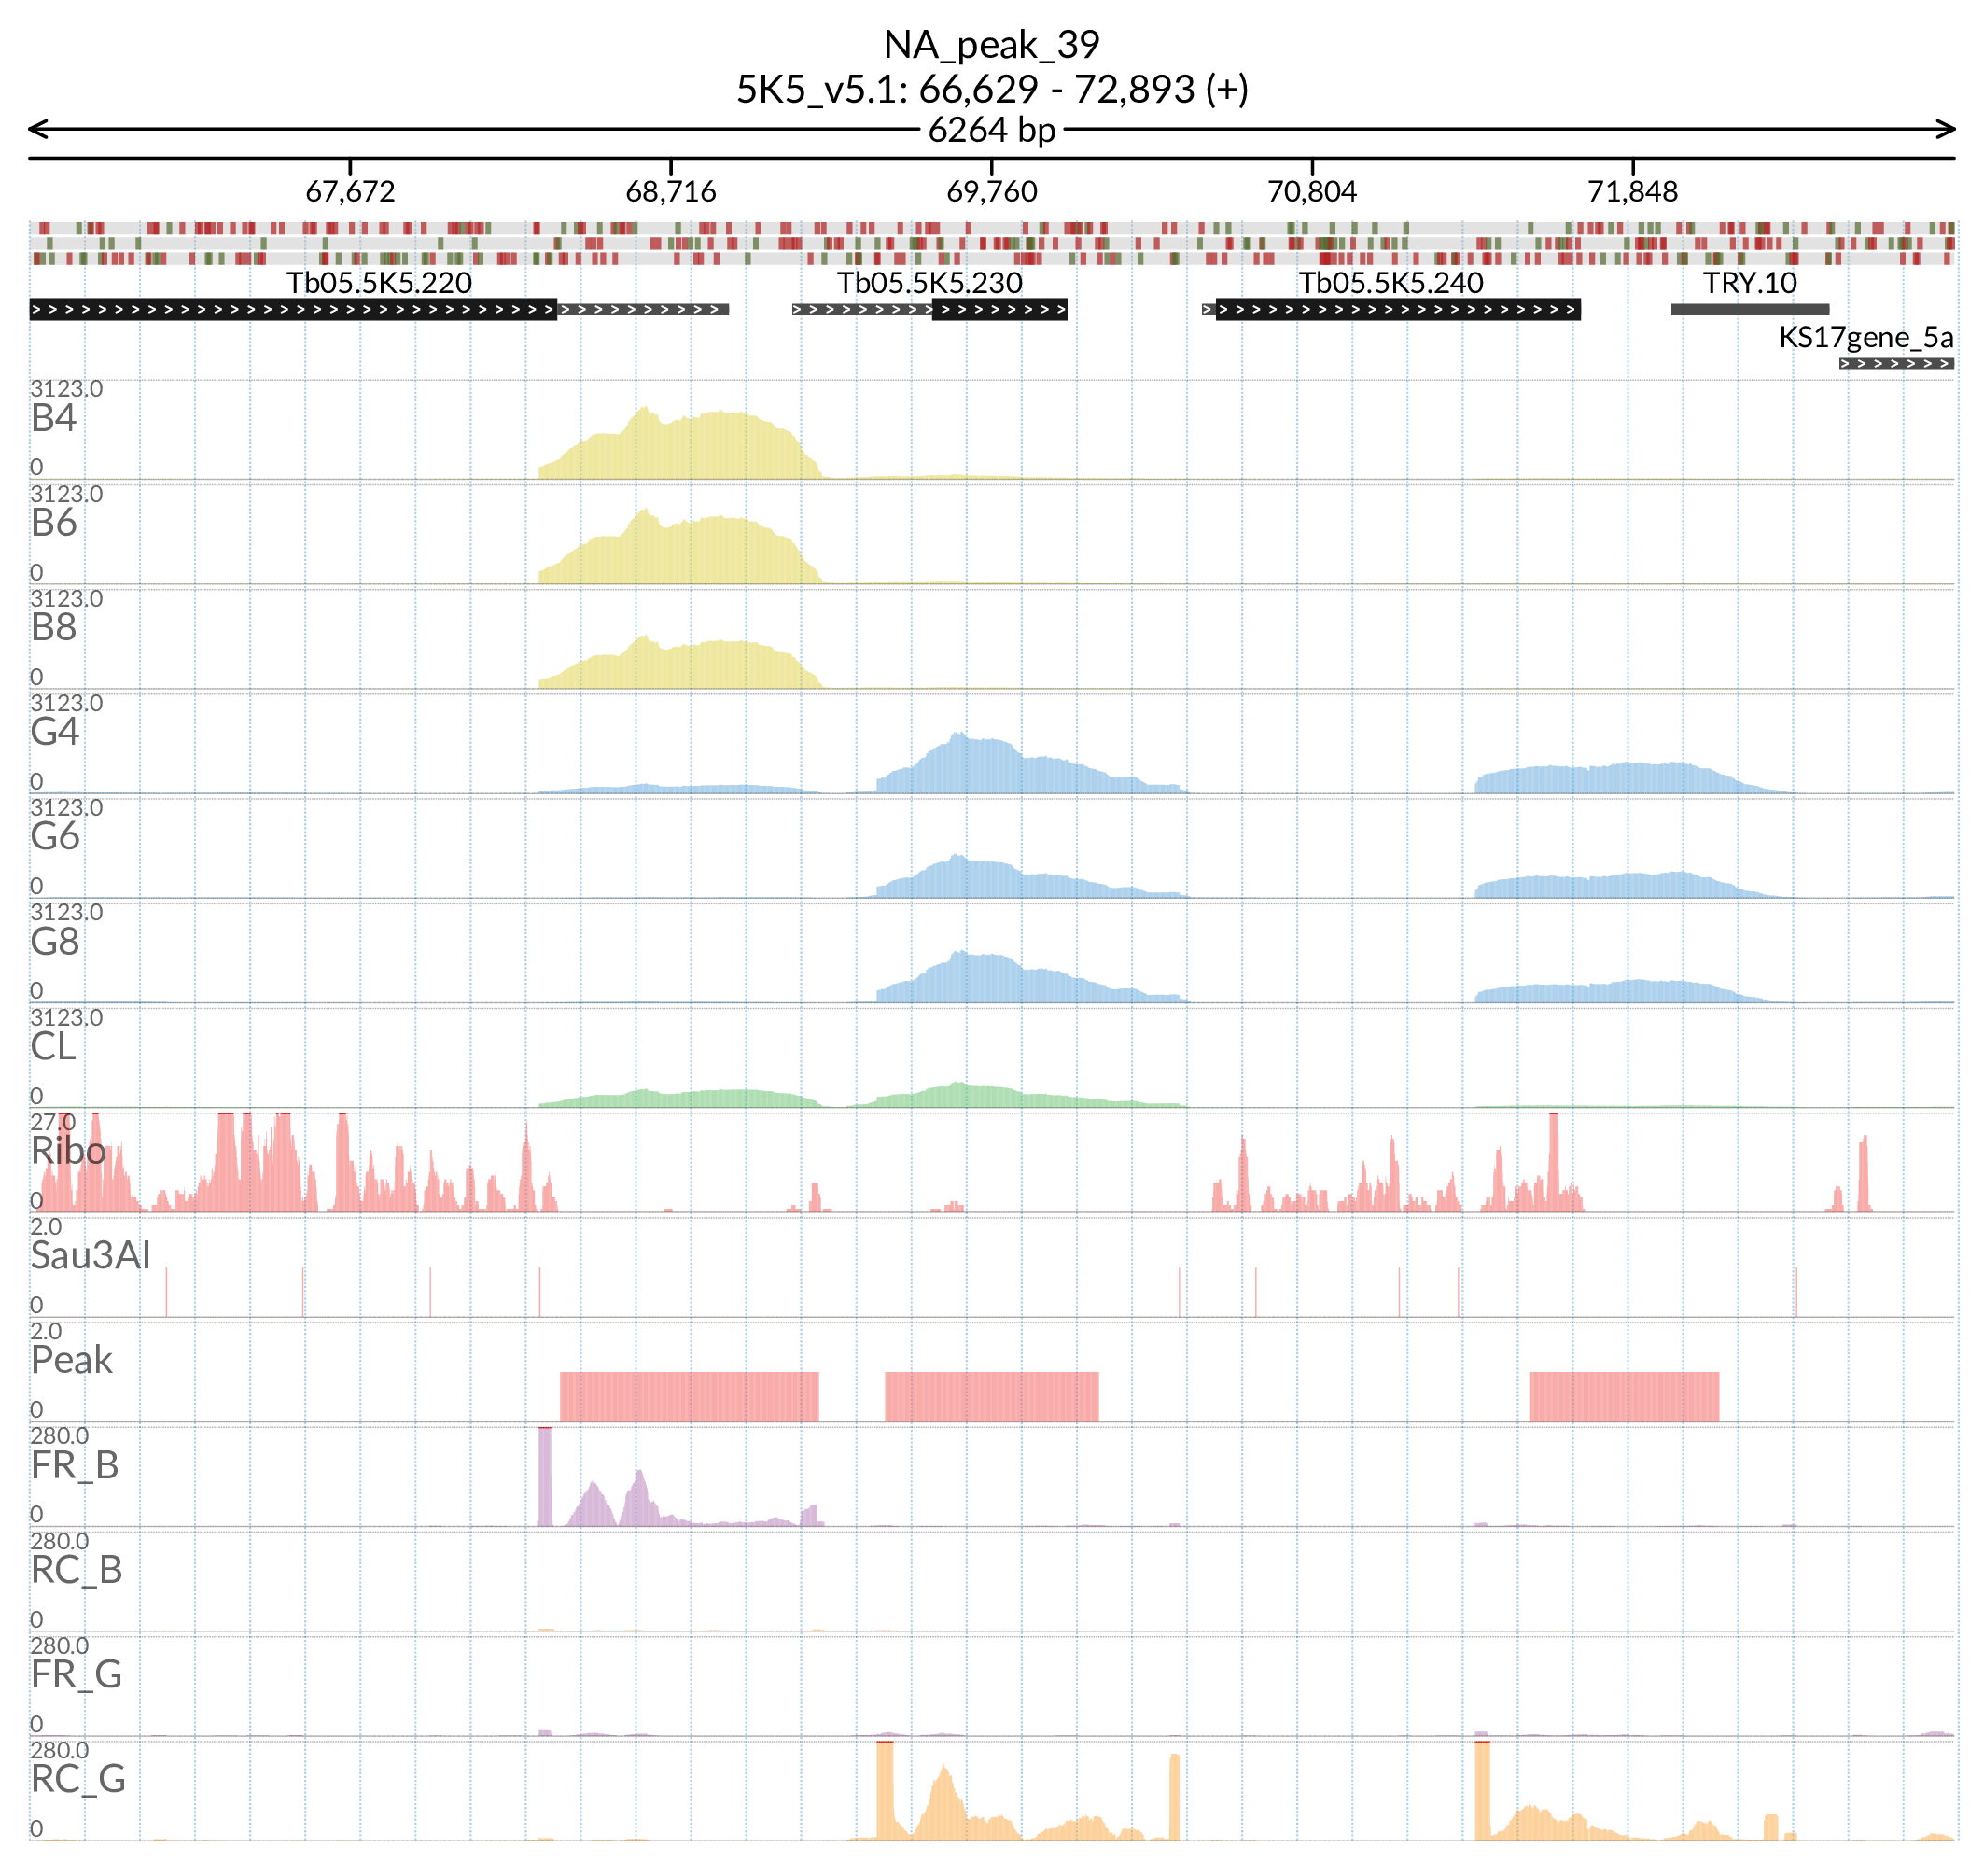 NA_peak_39
5K5_v5.1: 66,629 - 72,893 (+)
6264 bp
67,672 68,716 69,760 70,804 71,848
Tb05.5K5.220 Tb05.5K5.230 Tb05.5K5.240 TRY.10
KS17gene_5a
3123.0
B4
0
3123.0
B6
0
3123.0
B8
0
3123.0
G4
0
3123.0
G6
0
3123.0
G8
0
3123.0
CL
0
27.0
Ribo
0
2.0
Sau3AI
0
2.0
Peak
0
280.0
FR_B
0
280.0
RC_B
0
280.0
FR_G
0
280.0
RC_G
0